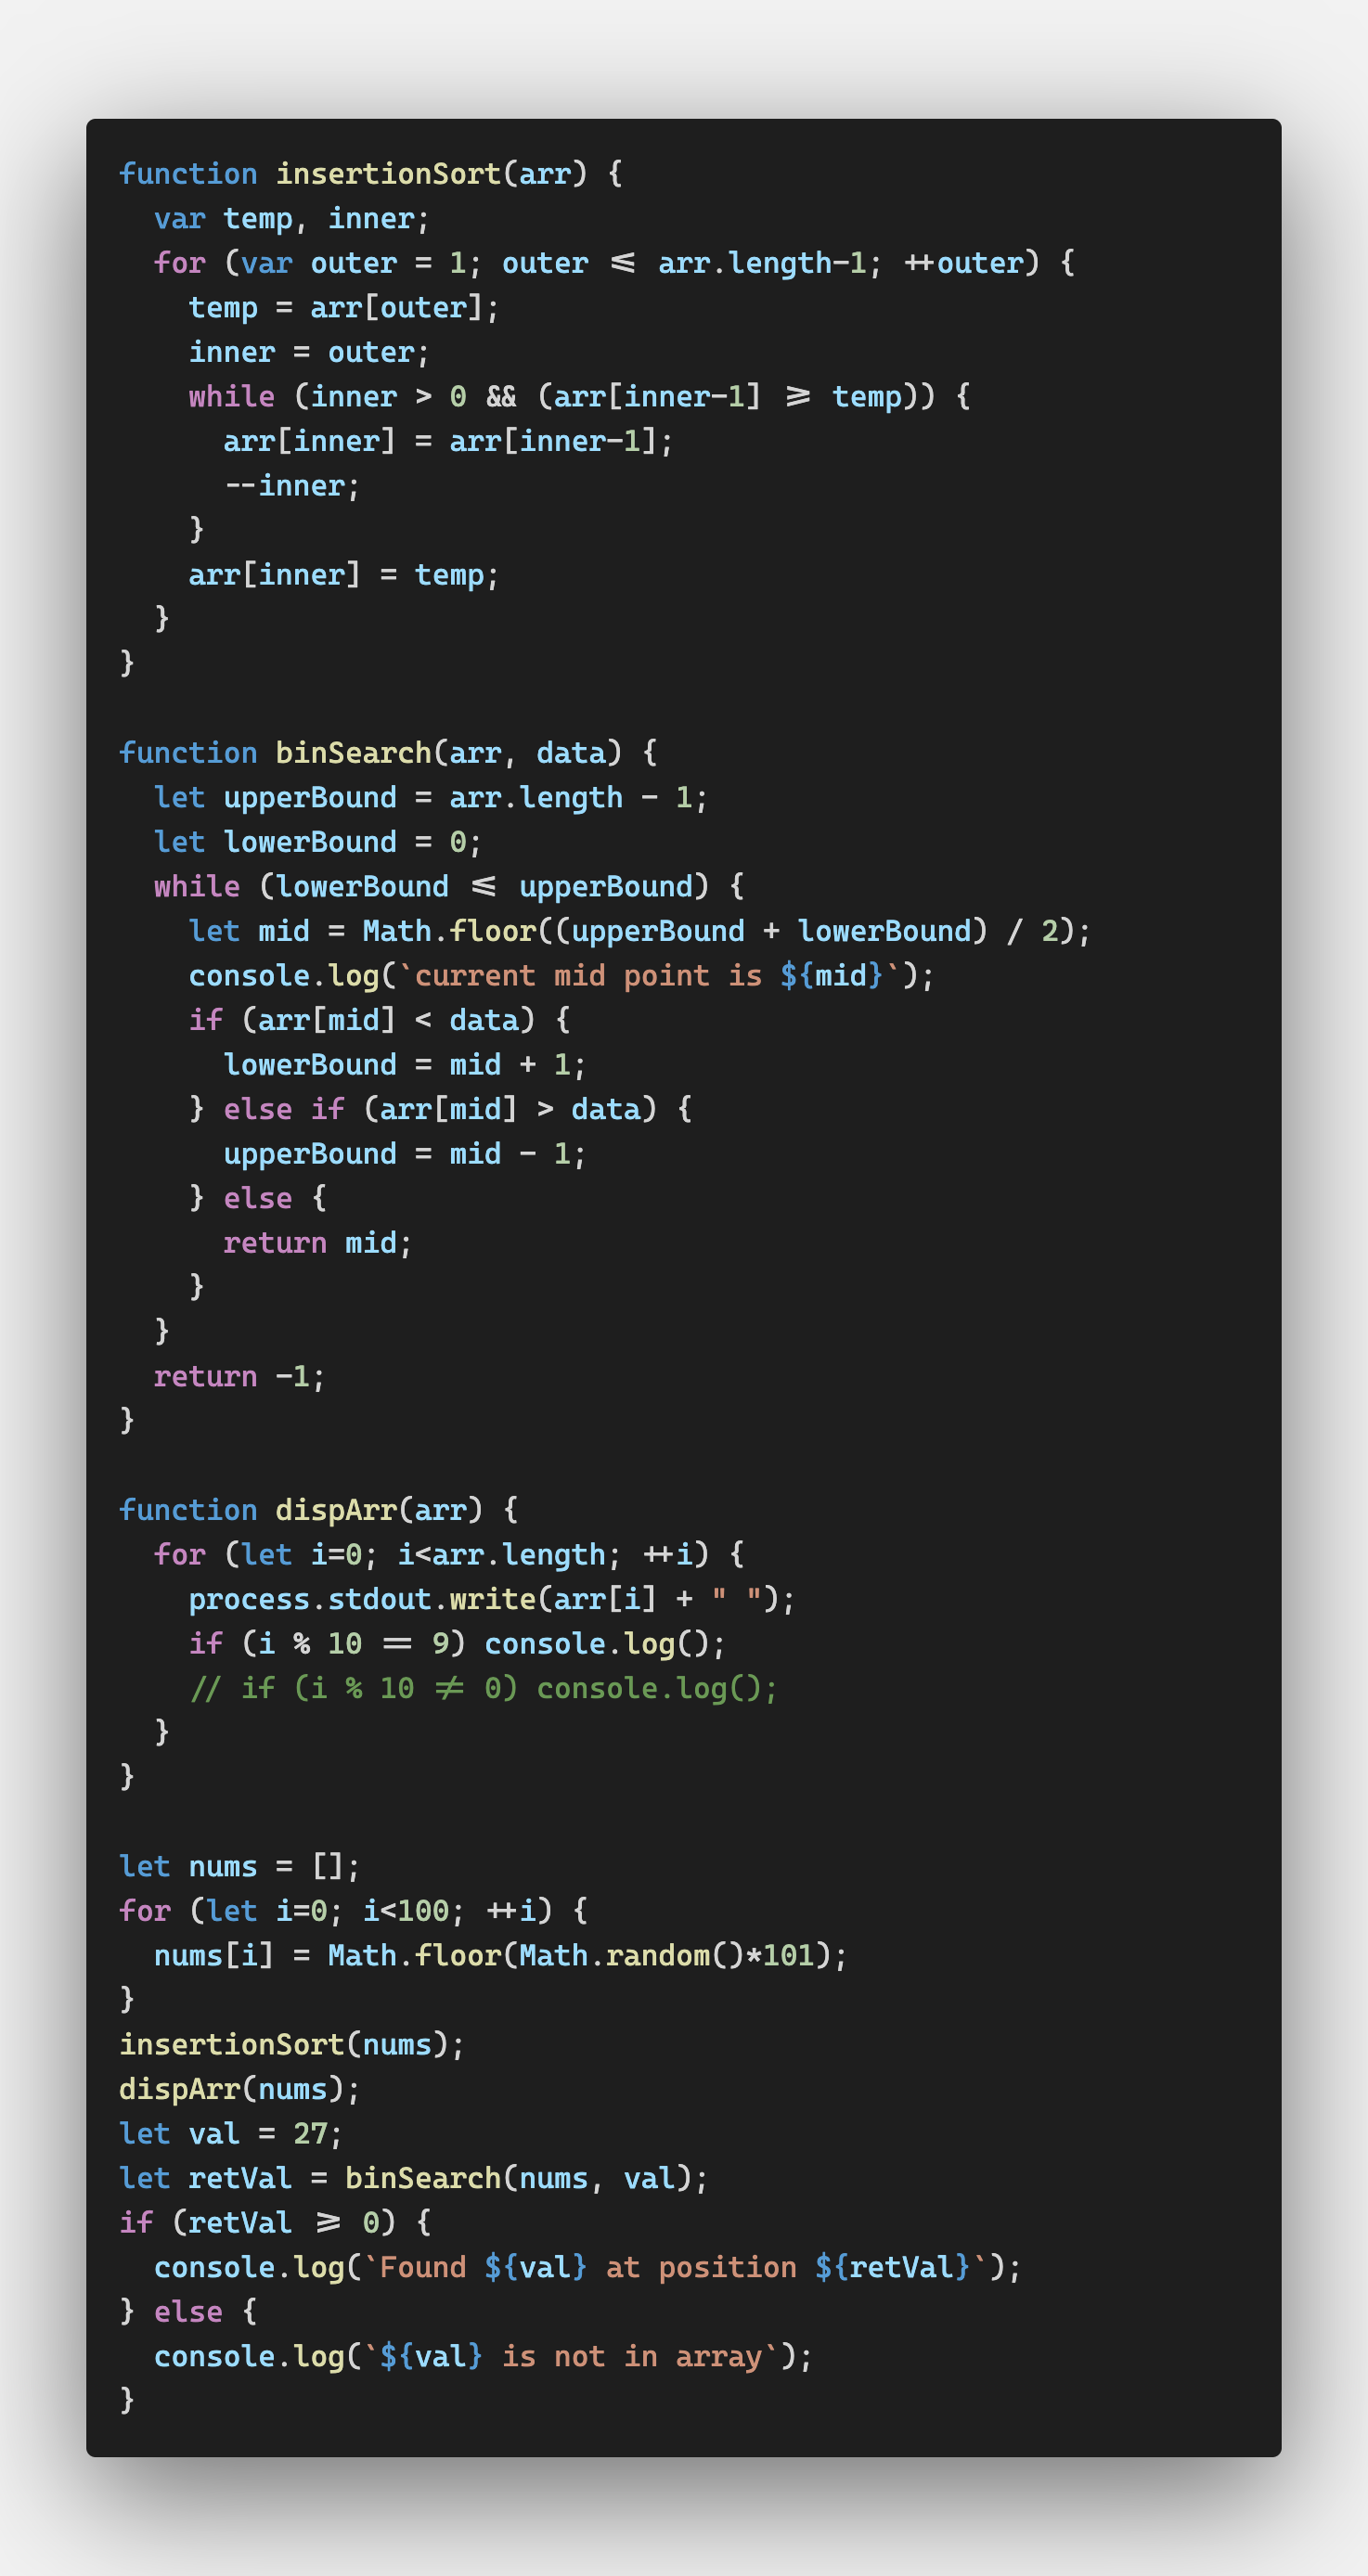 function insertionSort(arr) {
  var temp, inner;
  for (var outer = 1; outer <= arr.length-1; ++outer) {
    temp = arr[outer];
    inner = outer;
    while (inner > 0 && (arr[inner-1] >= temp)) {
      arr[inner] = arr[inner-1];
      --inner;
    }
    arr[inner] = temp;
  }
}

function binSearch(arr, data) {
  let upperBound = arr.length - 1;
  let lowerBound = 0;
  while (lowerBound <= upperBound) {
    let mid = Math.floor((upperBound + lowerBound) / 2);
    console.log(`current mid point is ${mid}`);
    if (arr[mid] < data) {
      lowerBound = mid + 1;
    } else if (arr[mid] > data) {
      upperBound = mid - 1;
    } else {
      return mid;
    }
  }
  return -1;
}

function dispArr(arr) {
  for (let i=0; i<arr.length; ++i) {
    process.stdout.write(arr[i] + " ");
    if (i % 10 == 9) console.log();
    // if (i % 10 != 0) console.log();
  }
}

let nums = [];
for (let i=0; i<100; ++i) {
  nums[i] = Math.floor(Math.random()*101);
}
insertionSort(nums);
dispArr(nums);
let val = 27;
let retVal = binSearch(nums, val);
if (retVal >= 0) {
  console.log(`Found ${val} at position ${retVal}`);
} else {
  console.log(`${val} is not in array`);
}